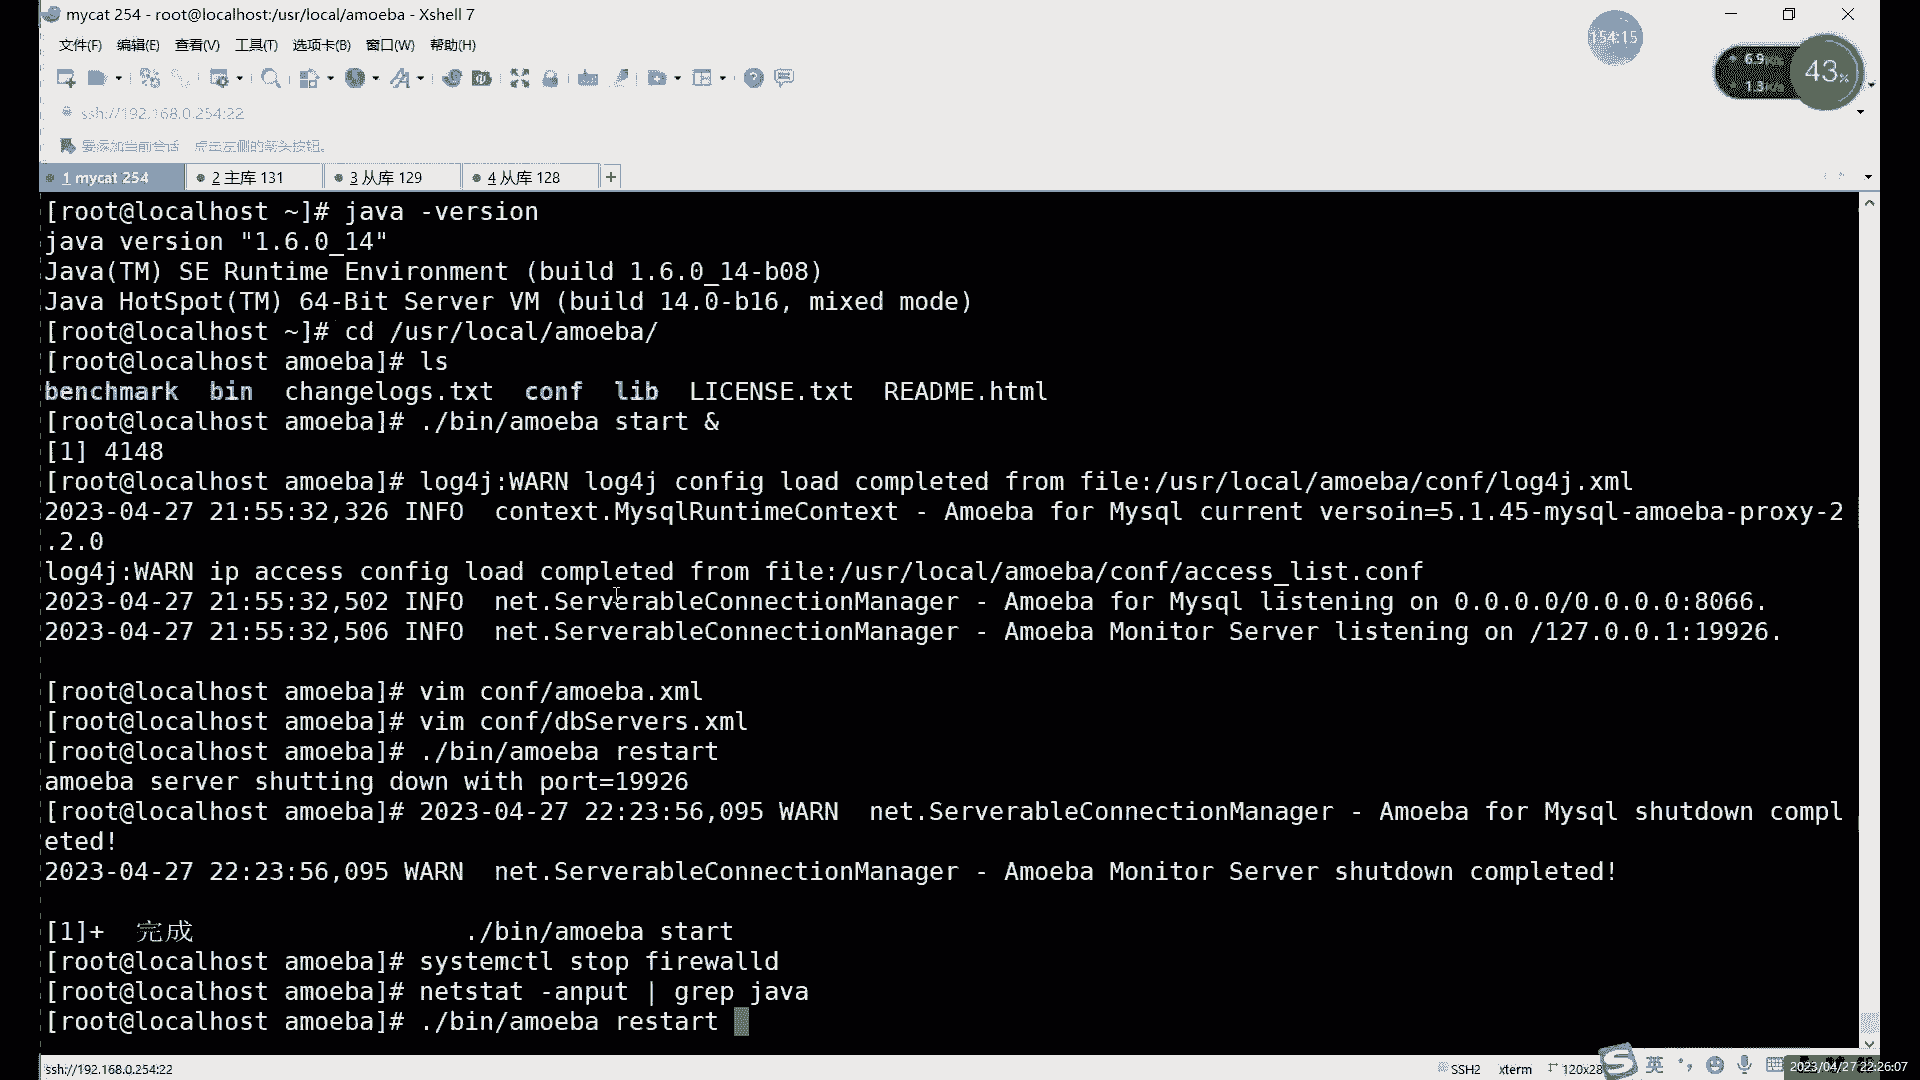 mycat 254 - root@localhost:/usr/local/amoeba - Xshell 7
文件(F) 编辑(E) 查看(V) 工具(T) 选项卡(B) 窗口(W) 帮助(H)
154:15
6.9K/s
43%
1.3K/s
ssh://192.168.0.254:22
要添加当前会话 点击左侧的箭头按钮。
1 mycat 254 2 主库 131 3 从库 129 4 从库 128 +
[root@localhost ~]# java -version
java version "1.6.0_14"
Java(TM) SE Runtime Environment (build 1.6.0_14-b08)
Java HotSpot(TM) 64-Bit Server VM (build 14.0-b16, mixed mode)
[root@localhost ~]# cd /usr/local/amoeba/
[root@localhost amoeba]# ls
benchmark bin changelogs.txt conf lib LICENSE.txt README.html
[root@localhost amoeba]# ./bin/amoeba start &
[1] 4148
[root@localhost amoeba]# log4j:WARN log4j config load completed from file:/usr/local/amoeba/conf/log4j.xml
2023-04-27 21:55:32,326 INFO context.MysqlRuntimeContext - Amoeba for Mysql current versoin=5.1.45-mysql-amoeba-proxy-2
.2.0
log4j:WARN ip access config load completed from file:/usr/local/amoeba/conf/access_list.conf
2023-04-27 21:55:32,502 INFO net.ServerableConnectionManager - Amoeba for Mysql listening on 0.0.0.0/0.0.0.0:8066.
2023-04-27 21:55:32,506 INFO net.ServerableConnectionManager - Amoeba Monitor Server listening on /127.0.0.1:19926.
[root@localhost amoeba]# vim conf/amoeba.xml
[root@localhost amoeba]# vim conf/dbServers.xml
[root@localhost amoeba]# ./bin/amoeba restart
amoeba server shutting down with port=19926
[root@localhost amoeba]# 2023-04-27 22:23:56,095 WARN net.ServerableConnectionManager - Amoeba for Mysql shutdown compl
eted!
2023-04-27 22:23:56,095 WARN net.ServerableConnectionManager - Amoeba Monitor Server shutdown completed!
[1]+ 完成 ./bin/amoeba start
[root@localhost amoeba]# systemctl stop firewalld
[root@localhost amoeba]# netstat -anput | grep java
[root@localhost amoeba]# ./bin/amoeba restart
ssh://192.168.0.254:22 SSH2 xterm 120x28 英 2023/04/27 22:26:07